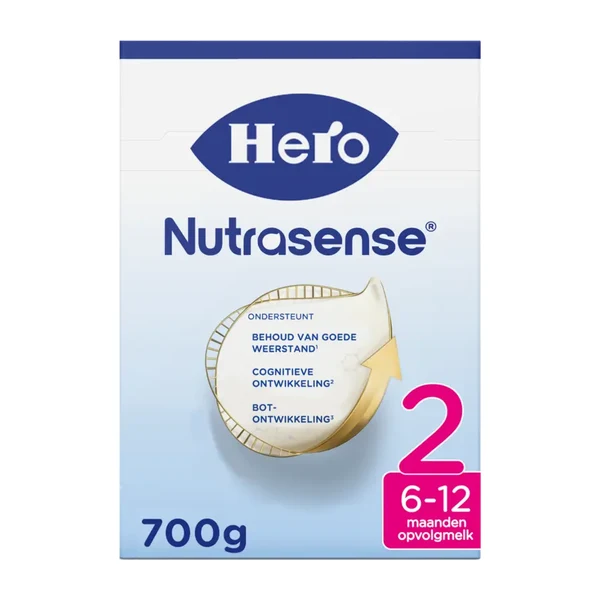 Hero
Nutrasense®
ONDERSTEUNT
BEHOUD VAN GOEDE
WEERSTAND¹
COGNITIEVE
ONTWIKKELING²
BOT-
ONTWIKKELING³
2
6-12
maanden
opvolgmelk
700g